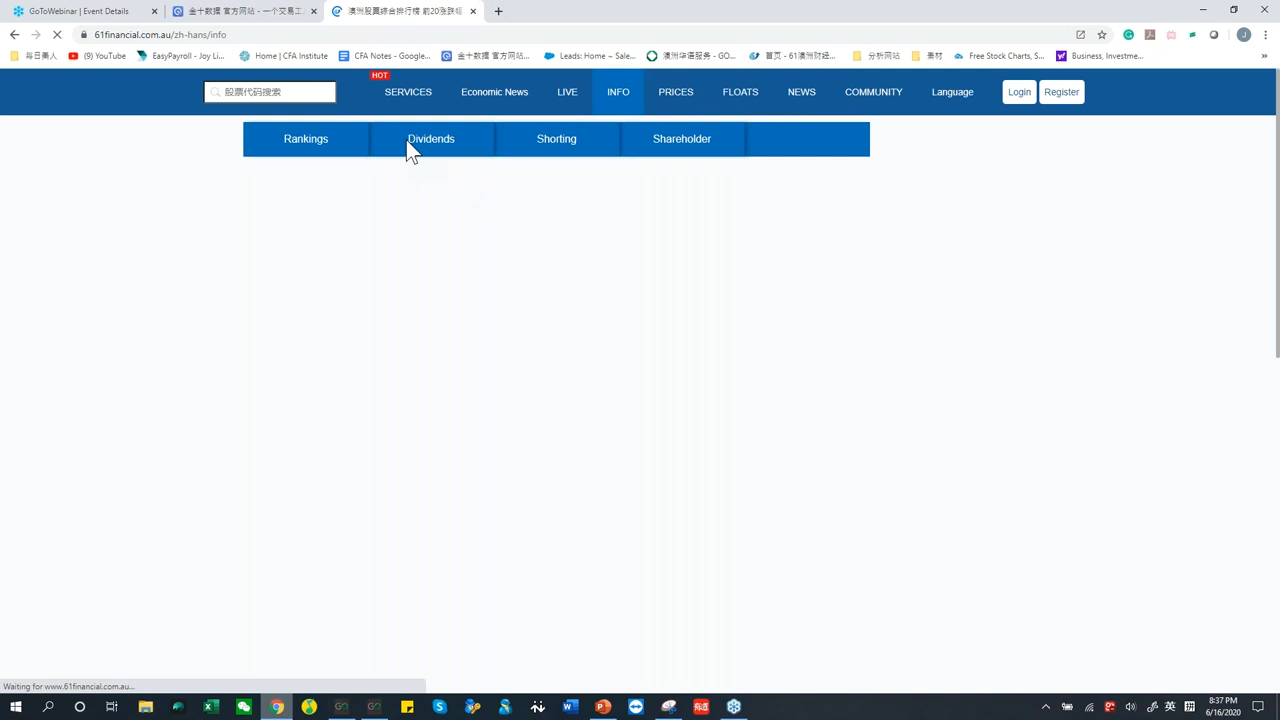 GoToWebinar | Event Details
金十数据 官方网站 - 一个交易工
澳洲股票綜合排行榜 前20漲跌幅
61financial.com.au/zh-hans/info
每日美人
(9) YouTube
EasyPayroll - Joy Li...
Home | CFA Institute
CFA Notes - Google...
金十数据 官方网站...
Leads: Home ~ Sale...
澳洲华语服务 - GO...
首页 - 61澳洲财经...
分析网站
素材
Free Stock Charts, S...
Business, Investme...
HOT
股票代码搜索
SERVICES
Economic News
LIVE
INFO
PRICES
FLOATS
NEWS
COMMUNITY
Language
Login
Register
Rankings
Dividends
Shorting
Shareholder
Waiting for www.61financial.com.au...
英
拼
8:37 PM
6/16/2020